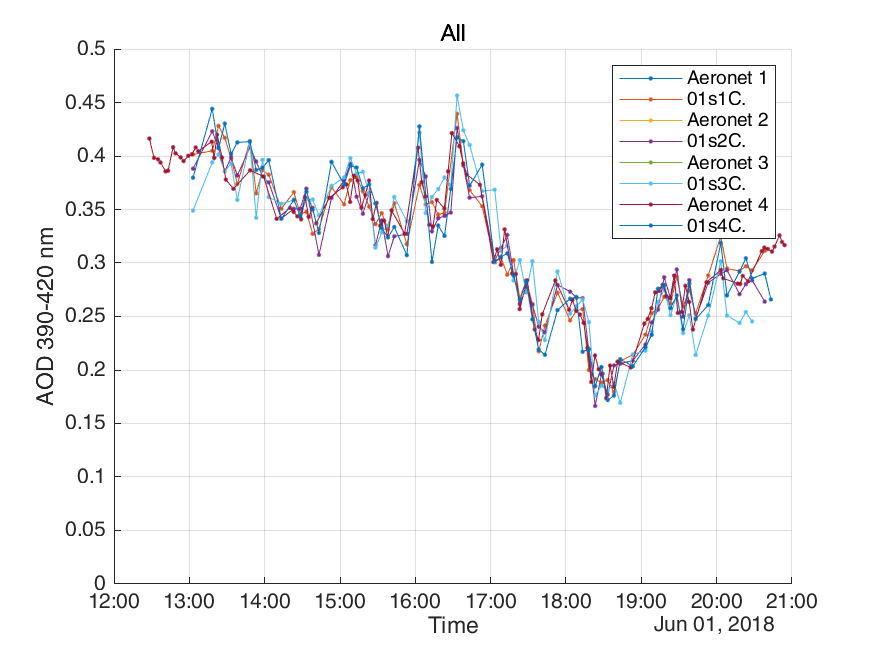 All
0.5
0.45
0.4
0.35
0.3
0.25
0.2
0.15
0.1
0.05
0
AOD 390-420 nm
Aeronet 1
01s1C.
Aeronet 2
01s2C.
Aeronet 3
01s3C.
Aeronet 4
01s4C.
12:00 13:00 14:00 15:00 16:00 17:00 18:00 19:00 20:00 21:00
Time
Jun 01, 2018